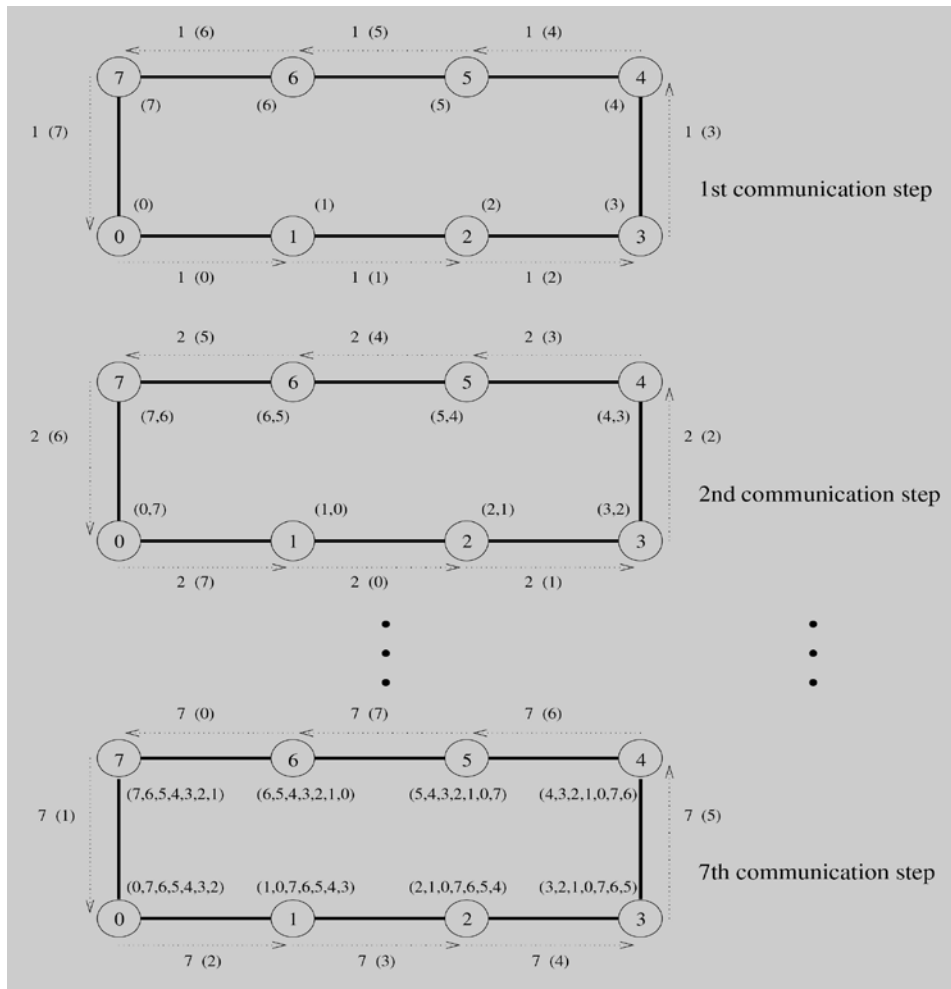 1 (6) 1 (5) 1 (4)
7 6 5 4
(7) (6) (5) (4)
1 (7) 1 (3)
1st communication step
(0) (1) (2) (3)
0 1 2 3
1 (0) 1 (1) 1 (2)
2 (5) 2 (4) 2 (3)
7 6 5 4
(7,6) (6,5) (5,4) (4,3)
2 (6) 2 (2)
2nd communication step
(0,7) (1,0) (2,1) (3,2)
0 1 2 3
2 (7) 2 (0) 2 (1)
7 (0) 7 (7) 7 (6)
7 6 5 4
(7,6,5,4,3,2,1) (6,5,4,3,2,1,0) (5,4,3,2,1,0,7) (4,3,2,1,0,7,6)
7 (1) 7 (5)
7th communication step
(0,7,6,5,4,3,2) (1,0,7,6,5,4,3) (2,1,0,7,6,5,4) (3,2,1,0,7,6,5)
0 1 2 3
7 (2) 7 (3) 7 (4)